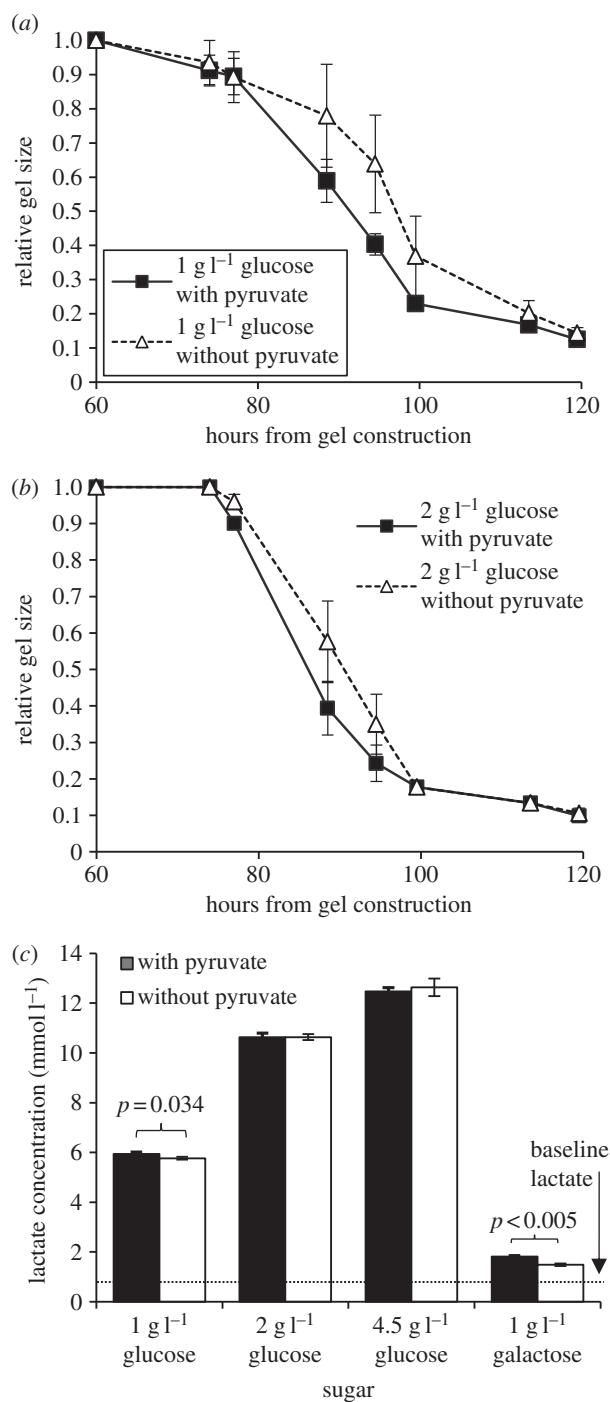 (a)
1.0
0.9
0.8
0.7
0.6
0.5
0.4
0.3
0.2
0.1
0
relative gel size
1 g l⁻¹ glucose
with pyruvate
1 g l⁻¹ glucose
without pyruvate
60
80
100
120
hours from gel construction
(b)
1.0
0.9
0.8
0.7
0.6
0.5
0.4
0.3
0.2
0.1
0
relative gel size
2 g l⁻¹ glucose
with pyruvate
2 g l⁻¹ glucose
without pyruvate
60
80
100
120
hours from gel construction
(c)
14
12
10
8
6
4
2
0
lactate concentration (mmol l⁻¹)
with pyruvate
without pyruvate
p = 0.034
p < 0.005
baseline
lactate
1 g l⁻¹
glucose
2 g l⁻¹
glucose
4.5 g l⁻¹
glucose
1 g l⁻¹
galactose
sugar